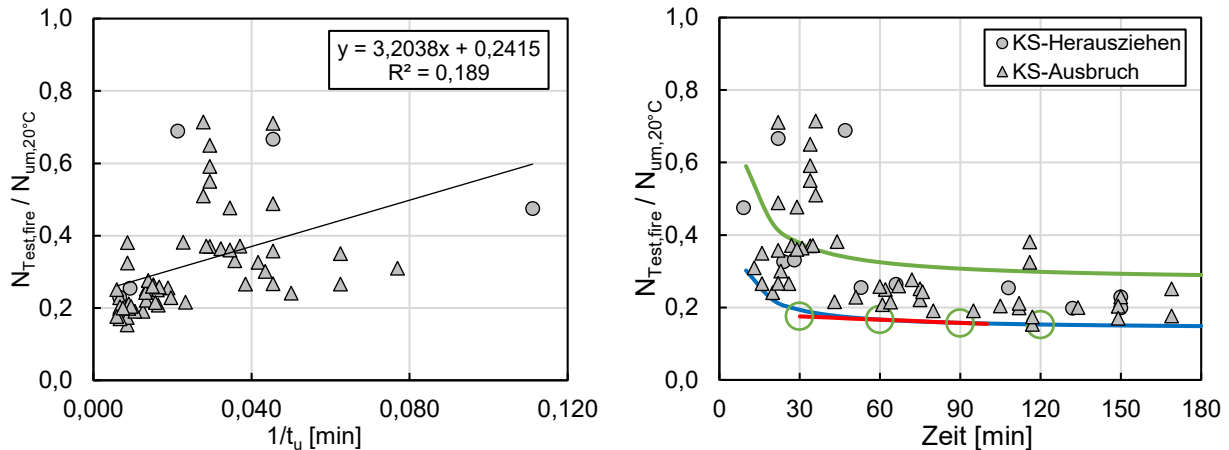 1,0
0,8
0,6
0,4
0,2
0,0
N_Test,fire / N_um,20°C
y = 3,2038x + 0,2415
R² = 0,189
0,000 0,040 0,080 0,120
1/t_u [min]
1,0
0,8
0,6
0,4
0,2
0,0
N_Test,fire / N_um,20°C
KS-Herausziehen
KS-Ausbruch
0 30 60 90 120 150 180
Zeit [min]